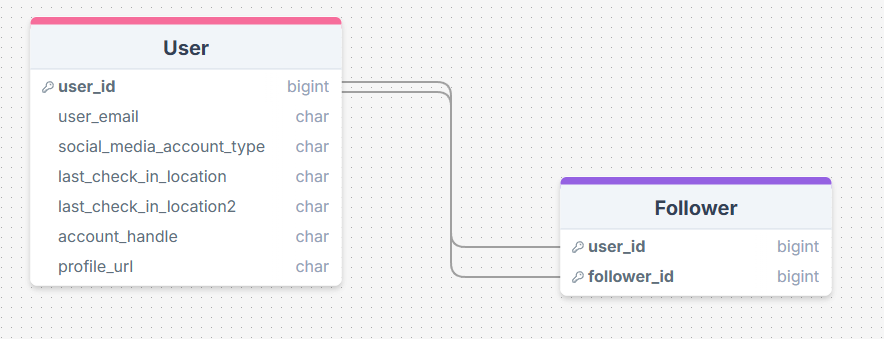 User
user_id bigint
user_email char
social_media_account_type char
last_check_in_location char
last_check_in_location2 char
account_handle char
profile_url char
Follower
user_id bigint
follower_id bigint